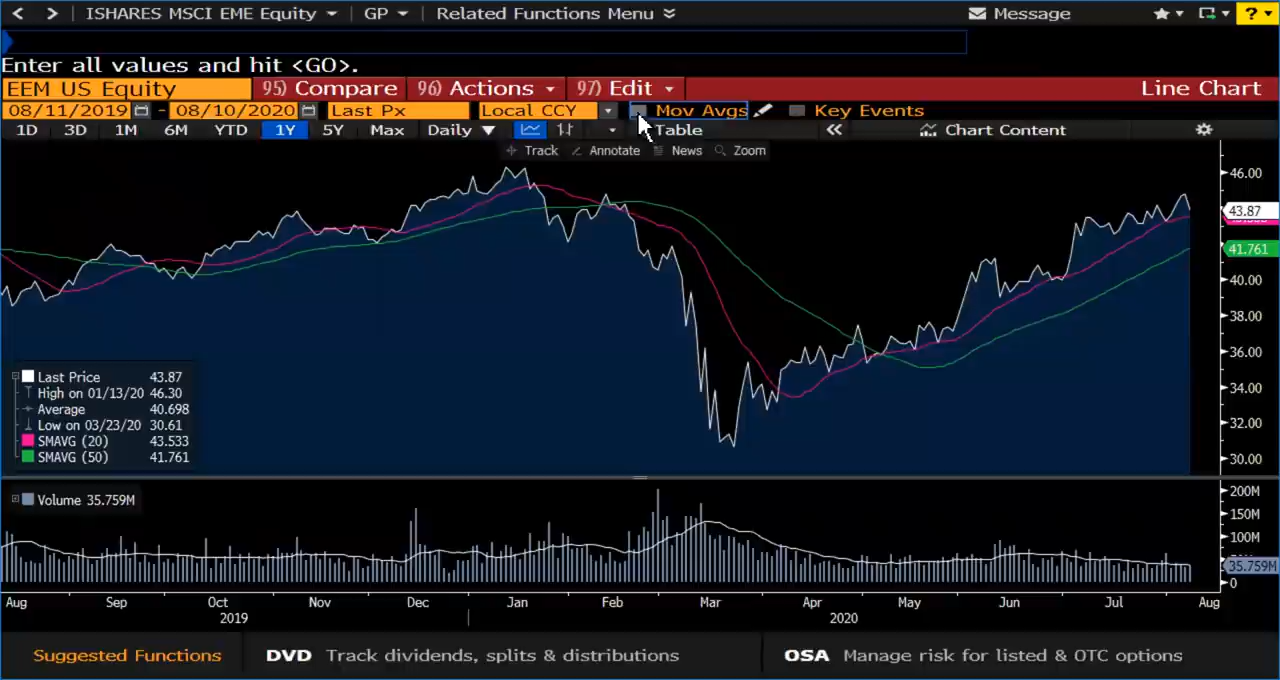 ISHARES MSCI EME Equity GP Related Functions Menu Message ?
Enter all values and hit <GO>.
EEM US Equity 95) Compare 96) Actions 97) Edit Line Chart
08/11/2019 - 08/10/2020 Last Px Local CCY Mov Avgs Key Events
1D 3D 1M 6M YTD 1Y 5Y Max Daily Table Chart Content
Track Annotate News Zoom
46.00
43.87
41.761
40.00
38.00
36.00
34.00
32.00
30.00
Last Price 43.87
High on 01/13/20 46.30
Average 40.698
Low on 03/23/20 30.61
SMAVG (20) 43.533
SMAVG (50) 41.761
Volume 35.759M
200M
150M
100M
35.759M
0
Aug Sep Oct Nov Dec Jan Feb Mar Apr May Jun Jul Aug
2019 2020
Suggested Functions DVD Track dividends, splits & distributions OSA Manage risk for listed & OTC options